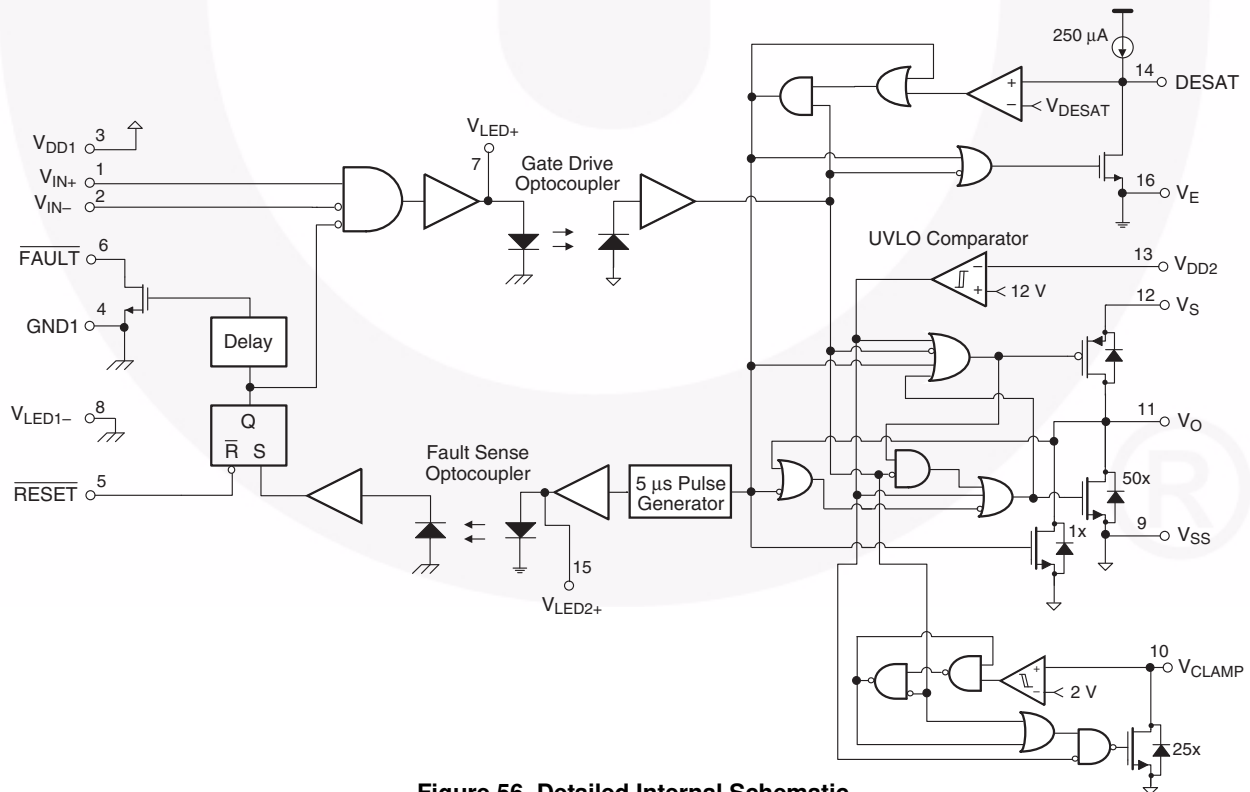 250 μA
14
DESAT
+
−
V_DESAT
V_DD1
3
V_IN+
1
V_IN−
2
V_LED+
7
Gate Drive
Optocoupler
16
V_E
FAULT
6
UVLO Comparator
−
+
12 V
13
V_DD2
12
V_S
GND1
4
Delay
V_LED1−
8
Q
R S
RESET
5
Fault Sense
Optocoupler
5 μs Pulse
Generator
11
V_O
50x
1x
9
V_SS
15
V_LED2+
+
−
2 V
10
V_CLAMP
25x
®
Figure 56. Detailed Internal Schematic